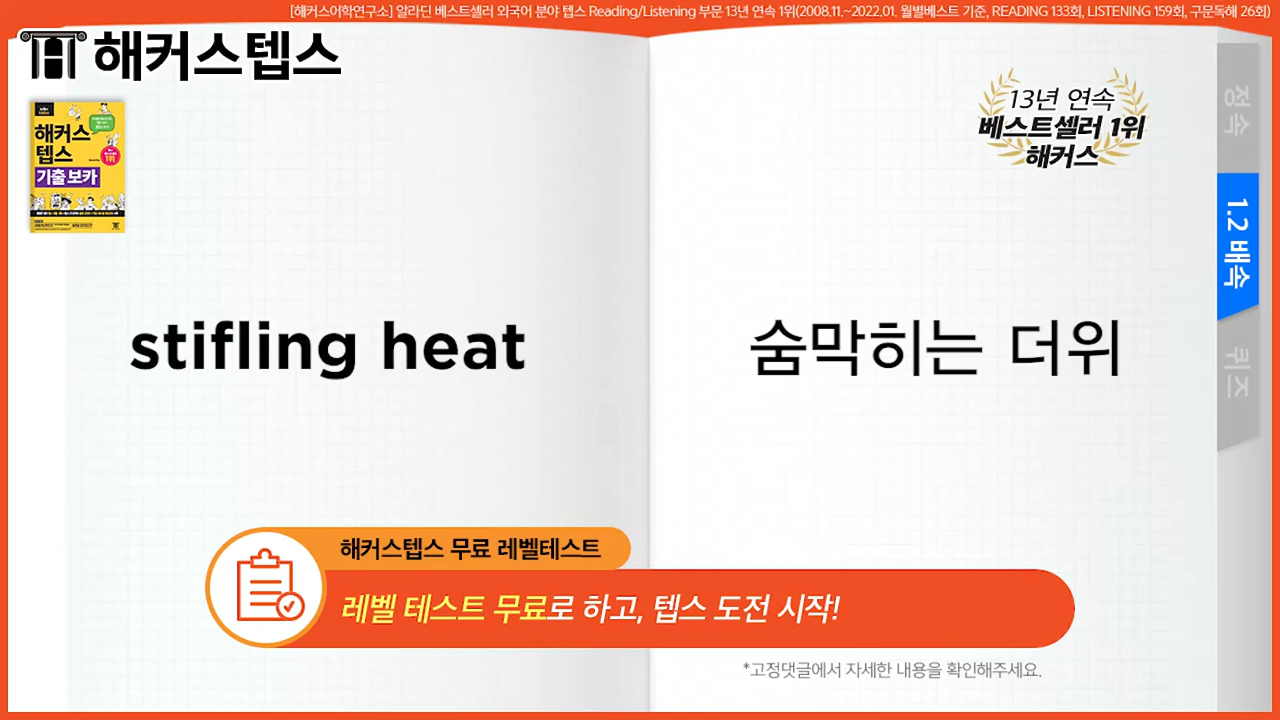 [해커스어학연구소] 알라딘 베스트셀러 외국어 분야 텝스 Reading/Listening 부문 13년 연속 1위(2008.11.~2022.01. 월별베스트 기준, READING 133회, LISTENING 159회, 구문독해 26회)
해커스텝스
해커스
텝스
기출 보카
13년 연속
베스트셀러 1위
해커스
정속
1.2 배속
퀴즈
stifling heat
숨막히는 더위
해커스텝스 무료 레벨테스트
레벨 테스트 무료로 하고, 텝스 도전 시작!
*고정댓글에서 자세한 내용을 확인해주세요.